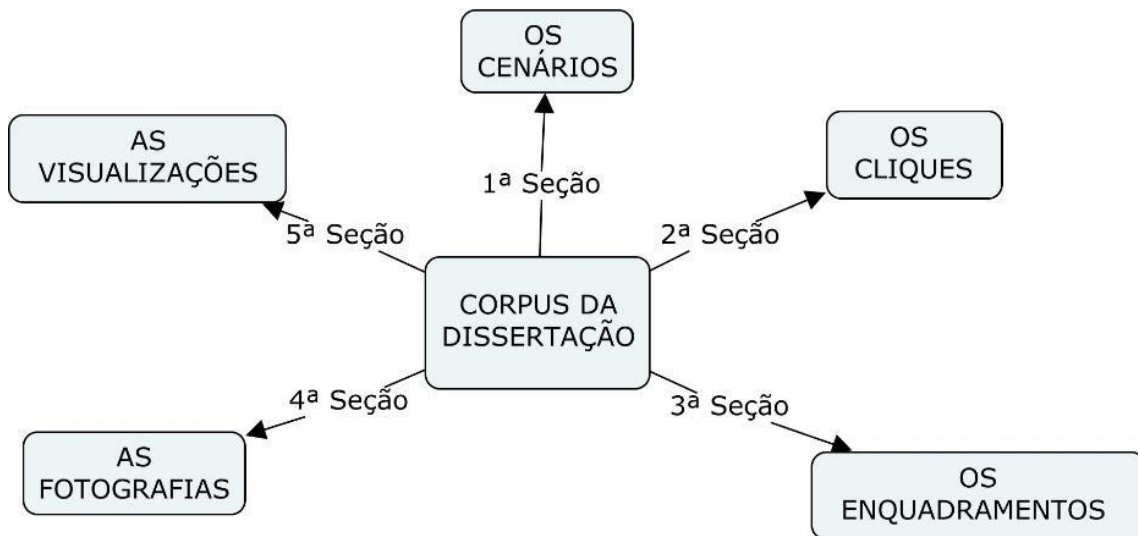 OS
CENÁRIOS
AS
VISUALIZAÇÕES
OS
CLIQUES
1ª Seção
5ª Seção
2ª Seção
CORPUS DA
DISSERTAÇÃO
4ª Seção
3ª Seção
AS
FOTOGRAFIAS
OS
ENQUADRAMENTOS